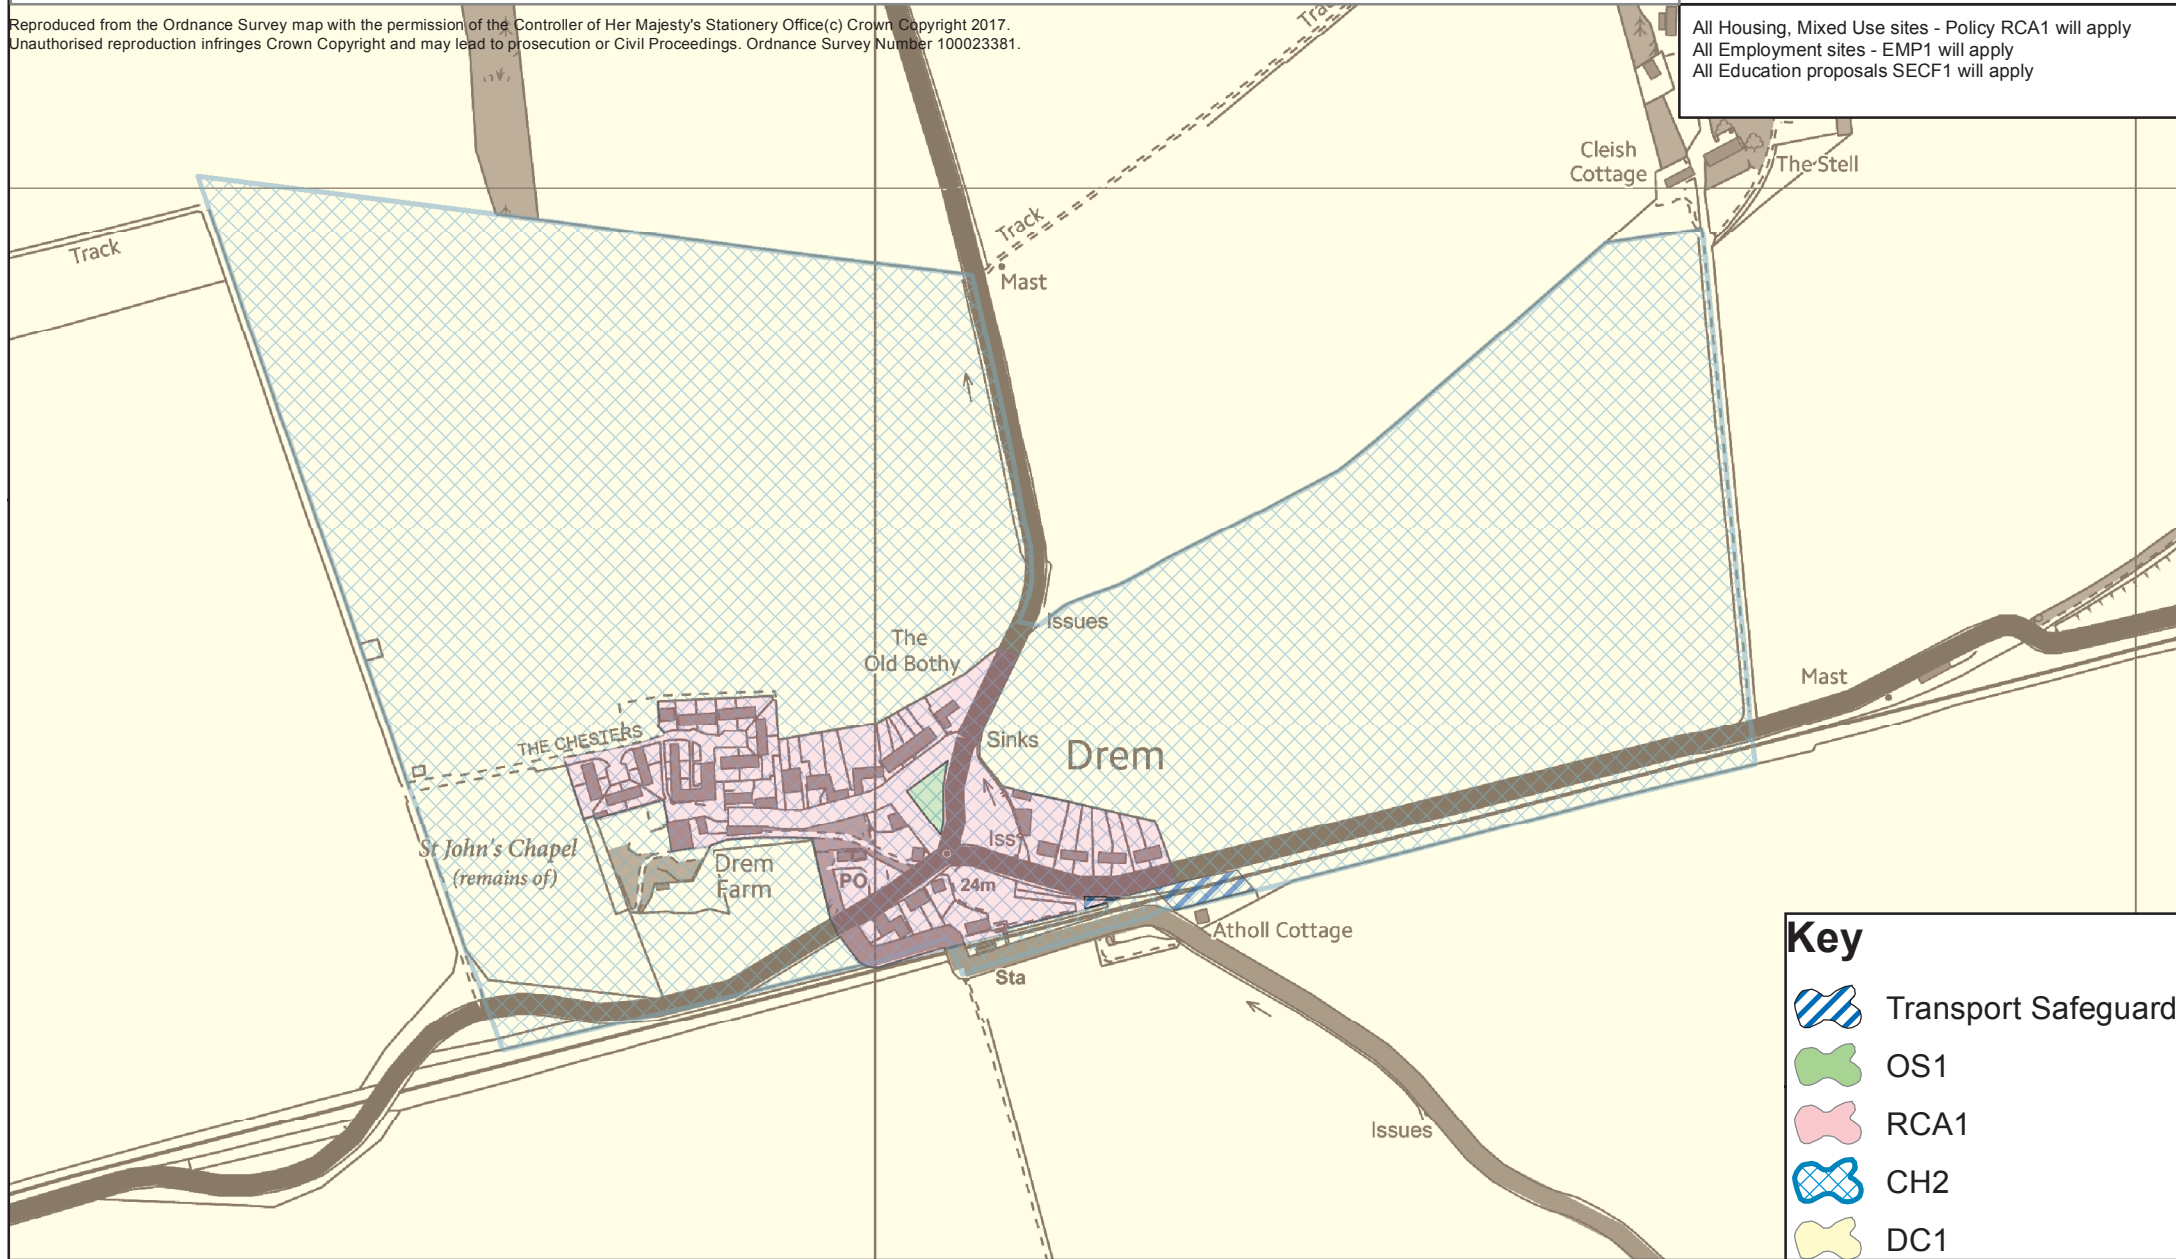 Reproduced from the Ordnance Survey map with the permission of the Controller of Her Majesty's Stationery Office(c) Crown Copyright 2017.
Unauthorised reproduction infringes Crown Copyright and may lead to prosecution or Civil Proceedings. Ordnance Survey Number 100023381.
All Housing, Mixed Use sites - Policy RCA1 will apply
All Employment sites - EMP1 will apply
All Education proposals SECF1 will apply
Cleish
Cottage
The Stell
Track
Track
Mast
Issues
The
Old Bothy
Mast
THE CHESTERS
Sinks
Drem
St John's Chapel
(remains of)
Drem
Farm
PO
Iss
24m
Atholl Cottage
Sta
Issues
Key
Transport Safeguard
OS1
RCA1
CH2
DC1